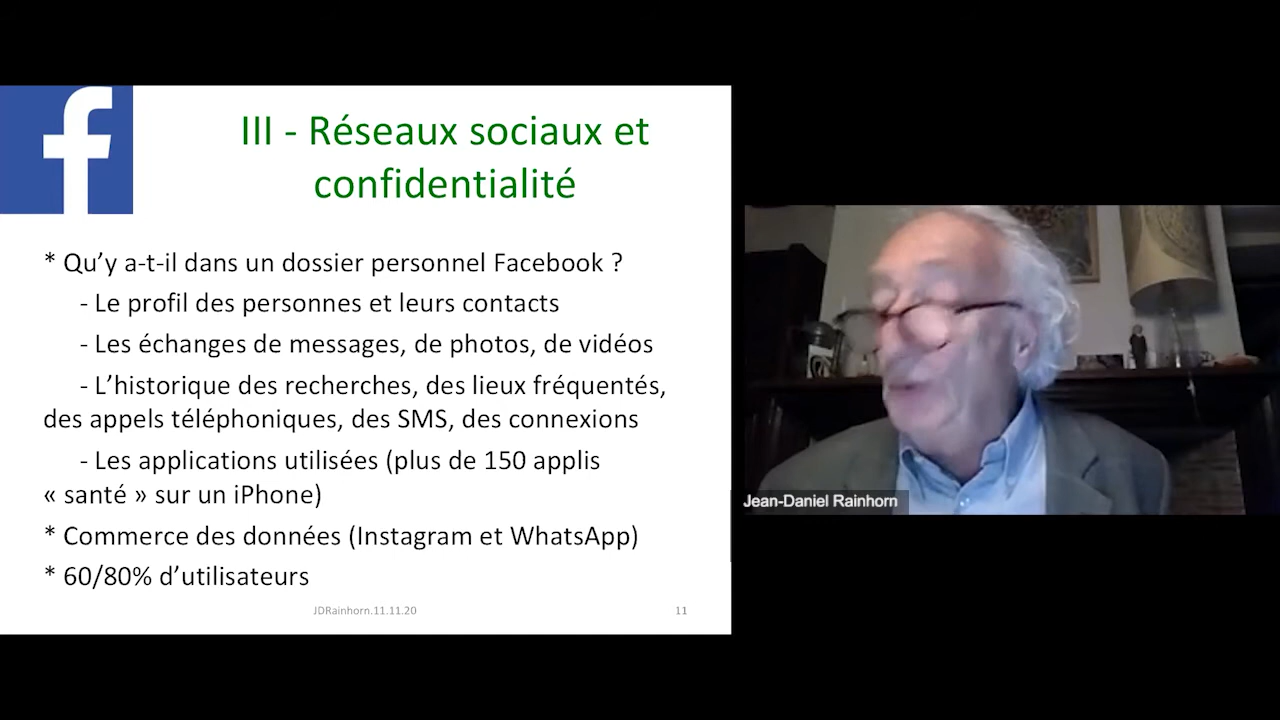 f
III - Réseaux sociaux et
confidentialité
* Qu’y a-t-il dans un dossier personnel Facebook ?
- Le profil des personnes et leurs contacts
- Les échanges de messages, de photos, de vidéos
- L’historique des recherches, des lieux fréquentés,
des appels téléphoniques, des SMS, des connexions
- Les applications utilisées (plus de 150 applis
« santé » sur un iPhone)
* Commerce des données (Instagram et WhatsApp)
* 60/80% d’utilisateurs
JDRainhorn.11.11.20
11
Jean-Daniel Rainhorn